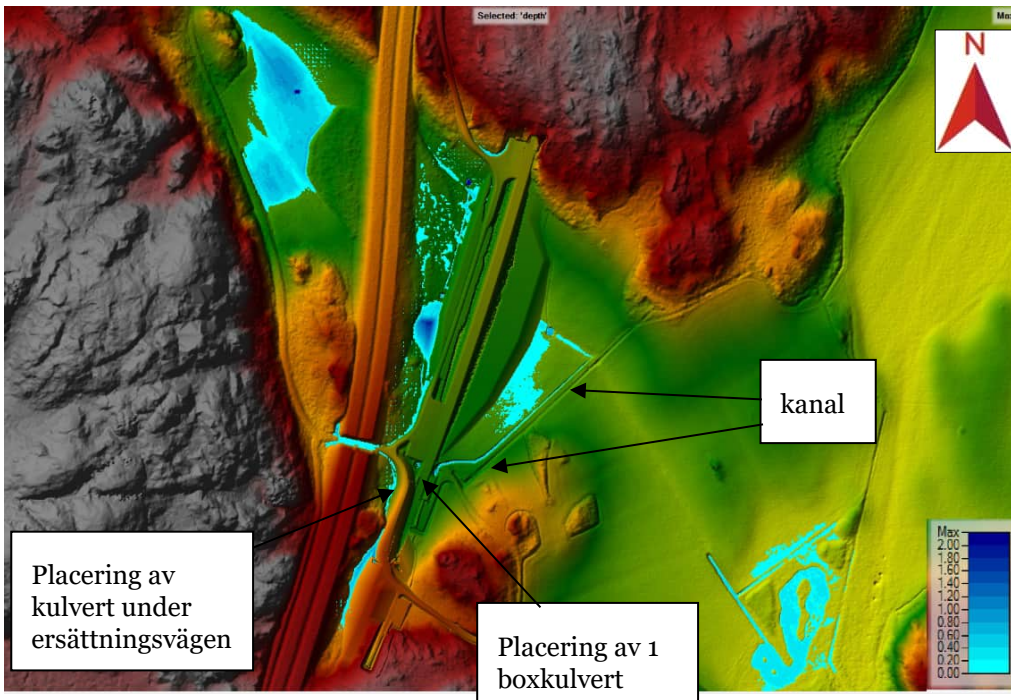 Selected: 'depth'
Max
N
kanal
Placering av
kulvert under
ersättningsvägen
Placering av 1
boxkulvert
Max
2.00
1.80
1.60
1.40
1.20
1.00
0.80
0.60
0.40
0.20
0.00